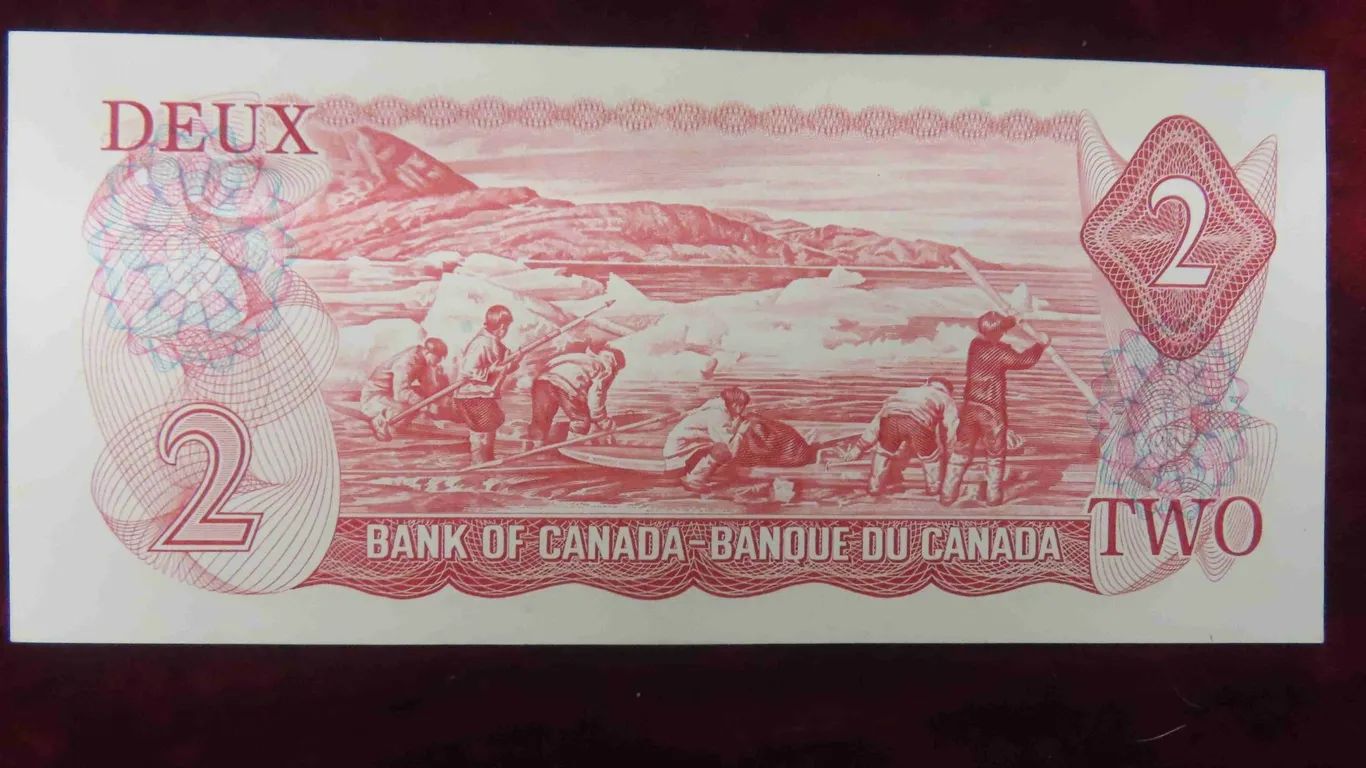 DEUX
2
2
BANK OF CANADA-BANQUE DU CANADA
TWO